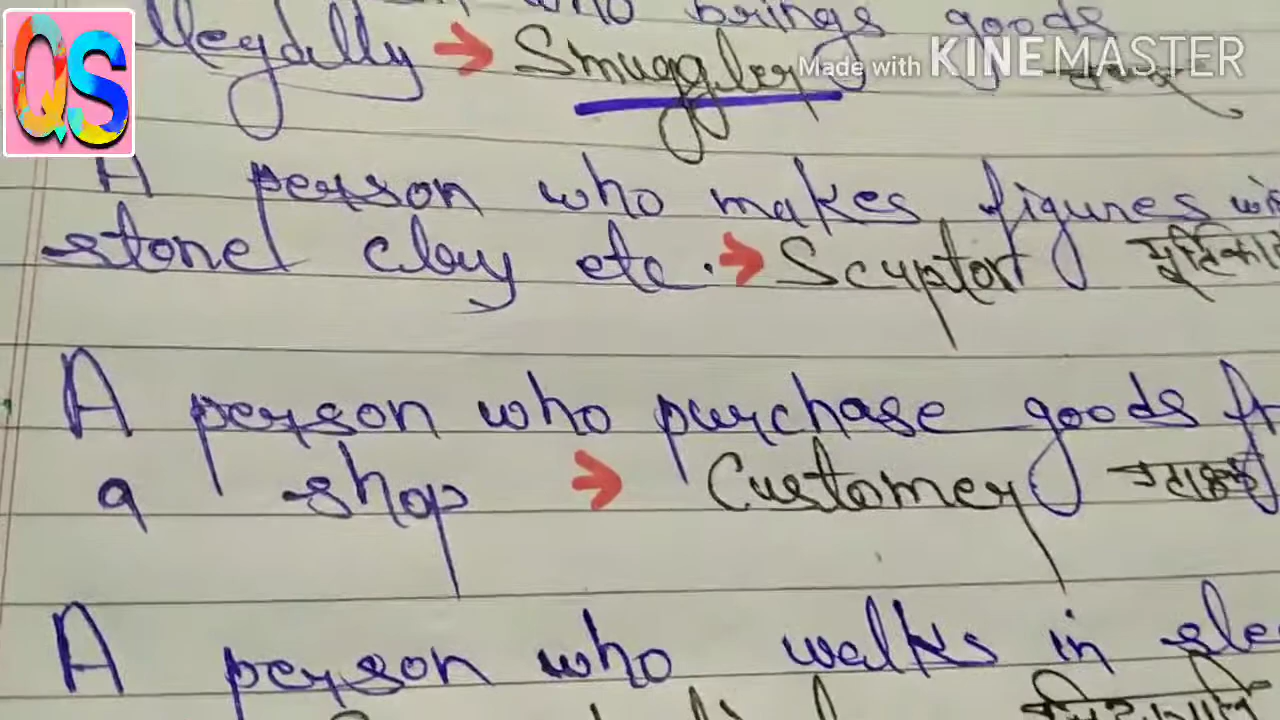 QS
who brings goods
llegally → Smuggler
Made with KINEMASTER
A person who makes figures
stone clay etc. → Scuptor
A person who purchase goods
a shop → Customer
A person who walks in